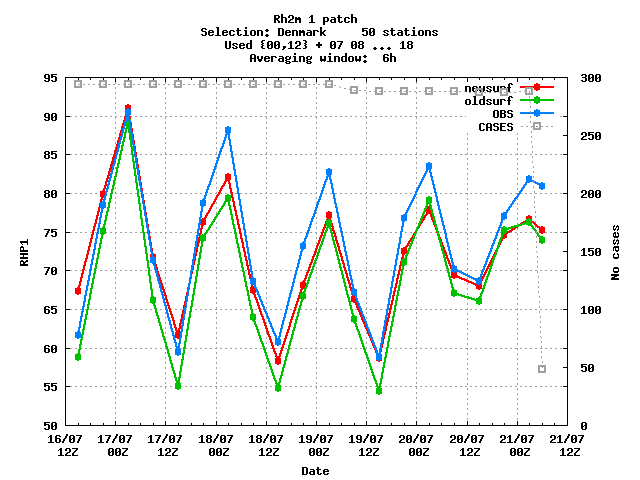 Rh2m 1 patch
Selection: Denmark 50 stations
Used {00,12} + 07 08 ... 18
Averaging window: 6h
95 300
newsurf
oldsurf
OBS
CASES
90
250
85
80 200
75
RHP1
No cases
70 150
65
100
60
55 50
50 0
16/07 17/07 17/07 18/07 18/07 19/07 19/07 20/07 20/07 21/07 21/07
12Z 00Z 12Z 00Z 12Z 00Z 12Z 00Z 12Z 00Z 12Z
Date